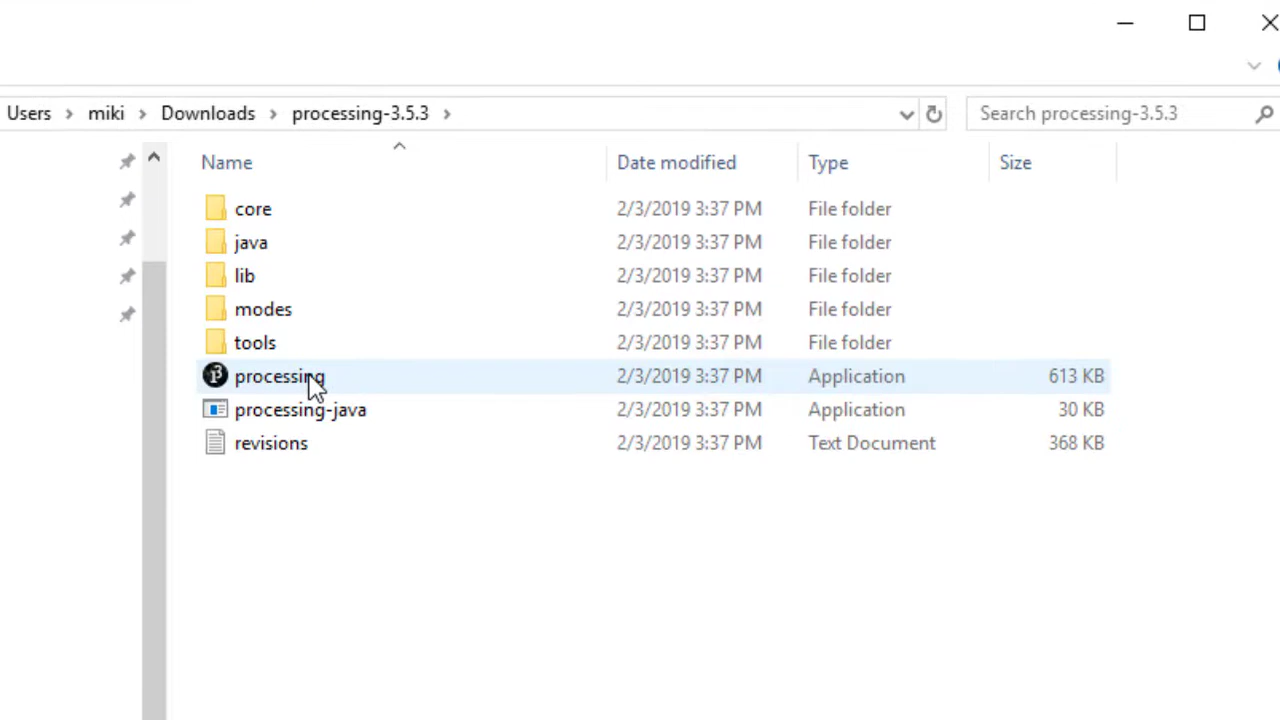 Users > miki > Downloads > processing-3.5.3 >
Search processing-3.5.3
Name Date modified Type Size
core 2/3/2019 3:37 PM File folder
java 2/3/2019 3:37 PM File folder
lib 2/3/2019 3:37 PM File folder
modes 2/3/2019 3:37 PM File folder
tools 2/3/2019 3:37 PM File folder
processing 2/3/2019 3:37 PM Application 613 KB
processing-java 2/3/2019 3:37 PM Application 30 KB
revisions 2/3/2019 3:37 PM Text Document 368 KB